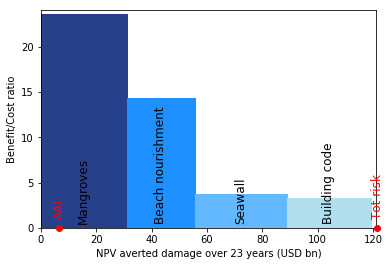 Benefit/Cost ratio
20
15
10
5
0
AAI
Mangroves
Beach nourishment
Seawall
Building code
Tot risk
0
20
40
60
80
100
120
NPV averted damage over 23 years (USD bn)